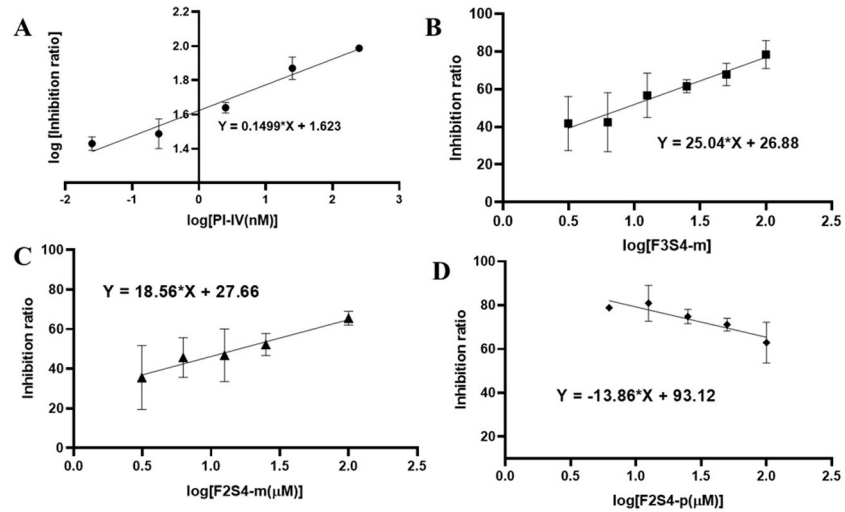 A
log [Inhibition ratio]
2.2
2.0
1.8
1.6
1.4
Y = 0.1499*X + 1.623
-2 -1 0 1 2 3
log[PI-IV(nM)]
B
Inhibition ratio
100
80
60
40
20
0
Y = 25.04*X + 26.88
0.0 0.5 1.0 1.5 2.0 2.5
log[F3S4-m]
C
Inhibition ratio
100
80
60
40
20
0
Y = 18.56*X + 27.66
0.0 0.5 1.0 1.5 2.0 2.5
log[F2S4-m(μM)]
D
Inhibition ratio
100
80
60
40
20
Y = -13.86*X + 93.12
0.0 0.5 1.0 1.5 2.0 2.5
log[F2S4-p(μM)]